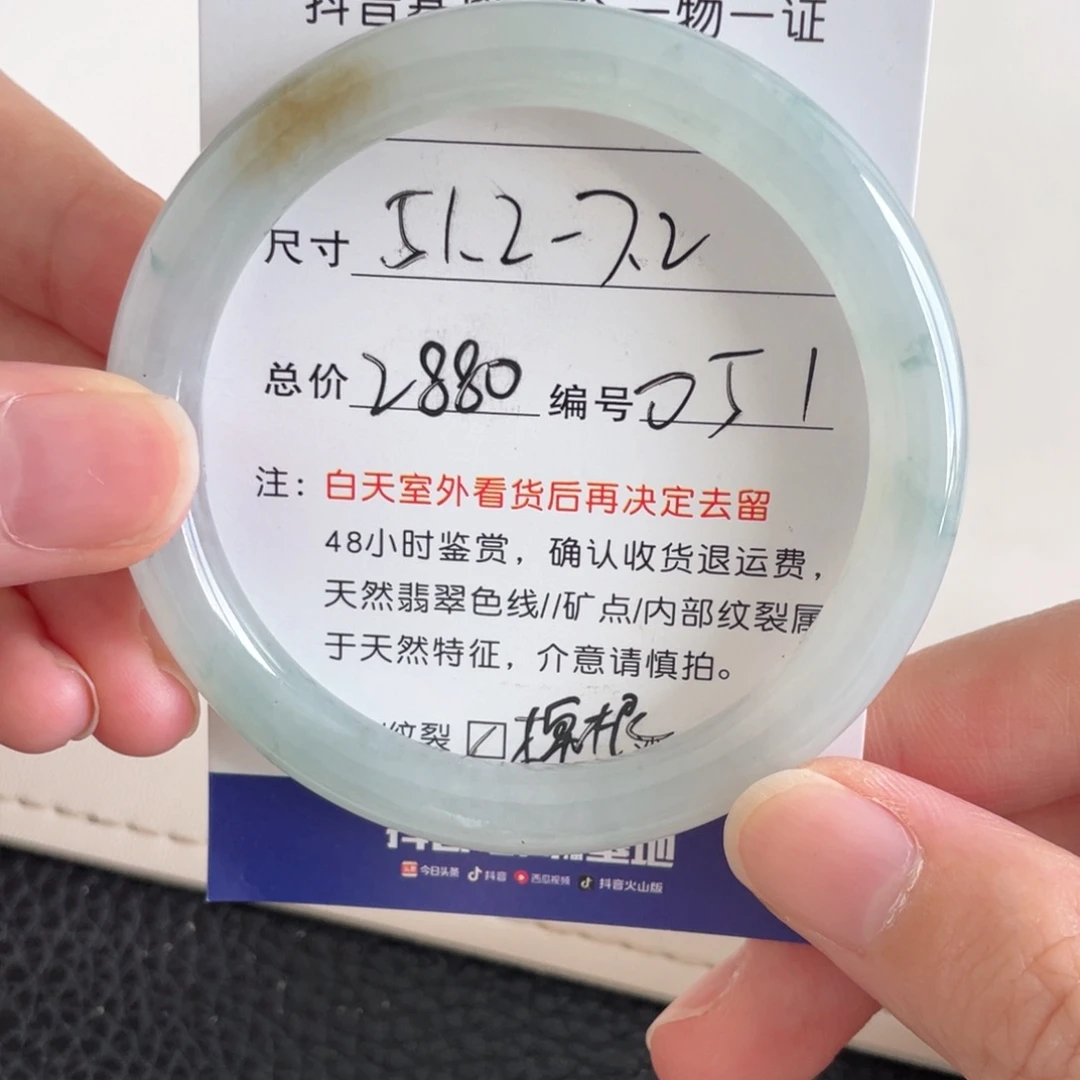 一物一证
尺寸 51.2-7.2
总价 2880 编号 051
注：白天室外看货后再决定去留
48小时鉴赏，确认收货退运费，
天然翡翠色线//矿点/内部纹裂属
于天然特征，介意请慎拍。
纹裂
基地
今日头条 抖音 西瓜视频 抖音火山版